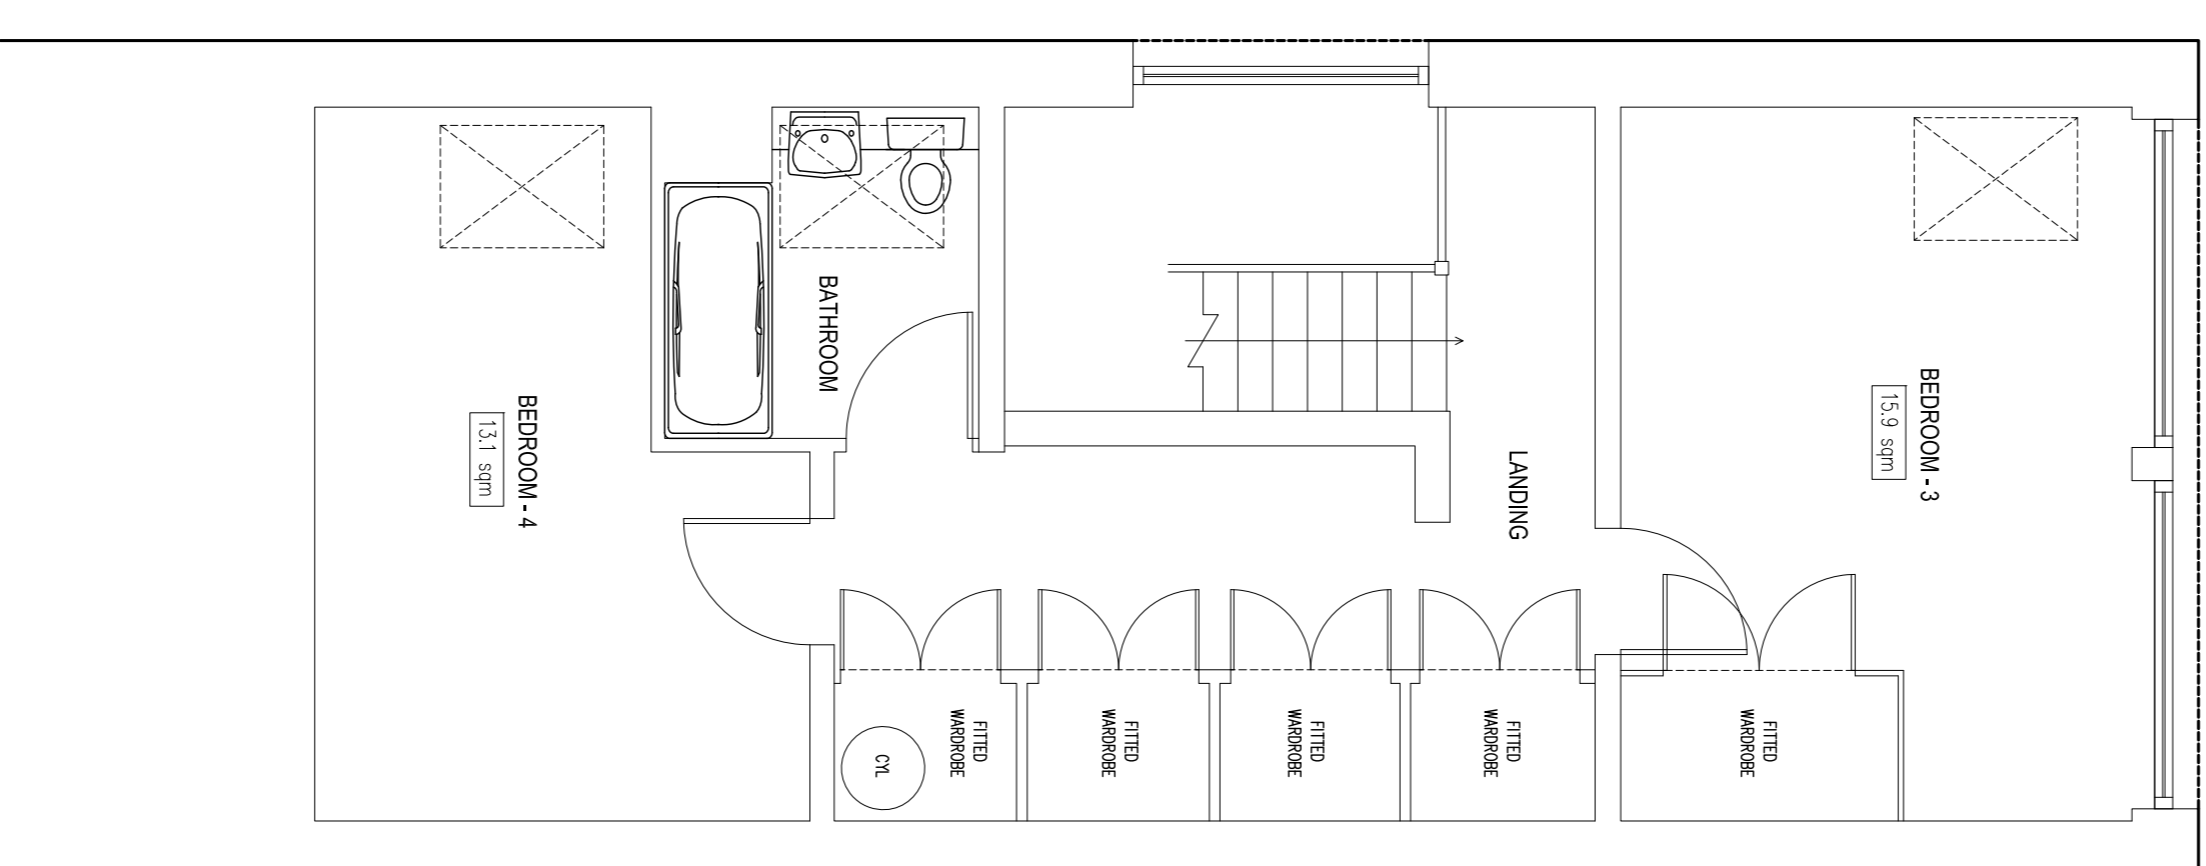 BEDROOM - 4
13.1 sqm
BATHROOM
LANDING
BEDROOM - 3
15.9 sqm
CYL
FITTED
WARDROBE
FITTED
WARDROBE
FITTED
WARDROBE
FITTED
WARDROBE
FITTED
WARDROBE